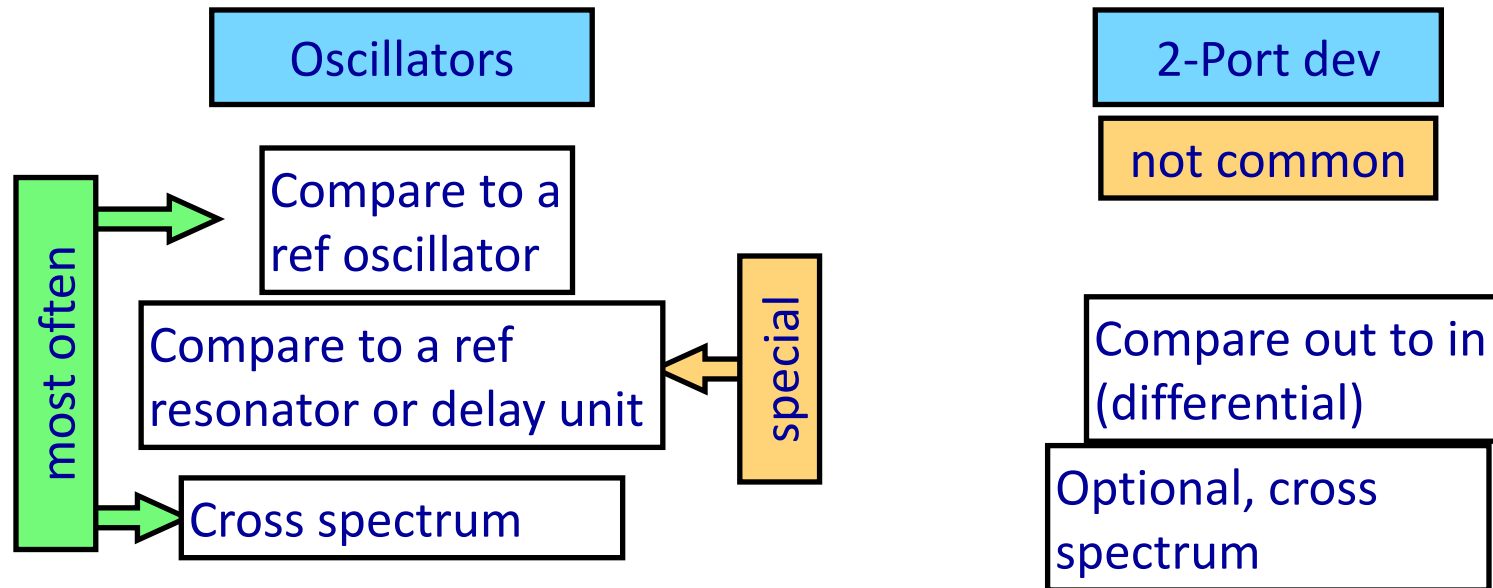 Oscillators
2-Port dev
not common
most often
Compare to a
ref oscillator
Compare to a ref
resonator or delay unit
special
Cross spectrum
Compare out to in
(differential)
Optional, cross
spectrum